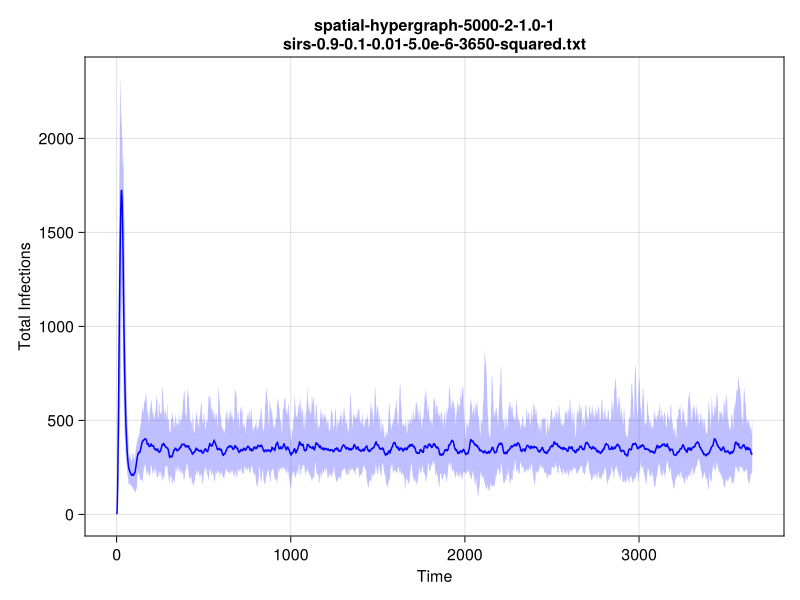 spatial-hypergraph-5000-2-1.0-1
sirs-0.9-0.1-0.01-5.0e-6-3650-squared.txt
Total Infections
2000
1500
1000
500
0
0 1000 2000 3000
Time